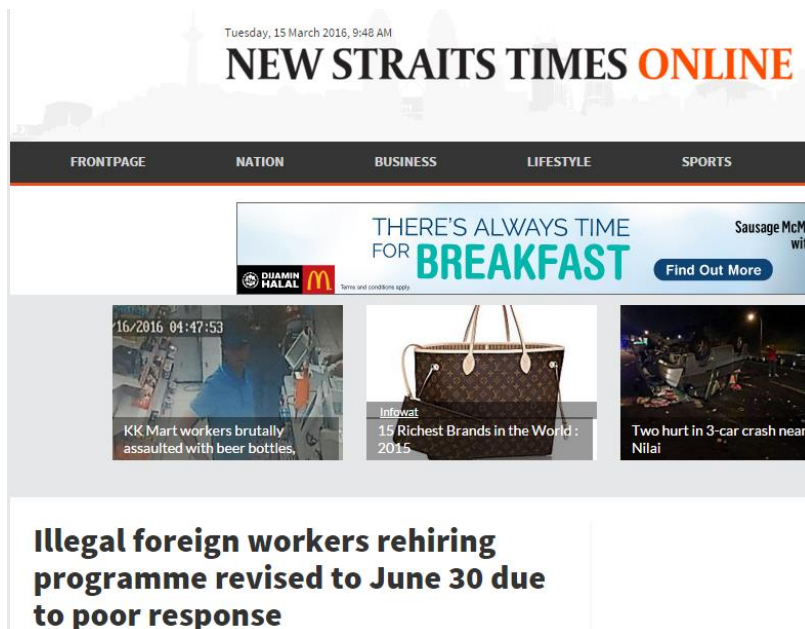 Tuesday, 15 March 2016, 9:48 AM
NEW STRAITS TIMES ONLINE
FRONTPAGE NATION BUSINESS LIFESTYLE SPORTS
THERE'S ALWAYS TIME
FOR BREAKFAST
Sausage McM
wit
Find Out More
DIJAMIN
HALAL
Terms and conditions apply.
16/2016 04:47:53
KK Mart workers brutally
assaulted with beer bottles,
Infowat
15 Richest Brands in the World :
2015
Two hurt in 3-car crash near
Nilai
Illegal foreign workers rehiring
programme revised to June 30 due
to poor response